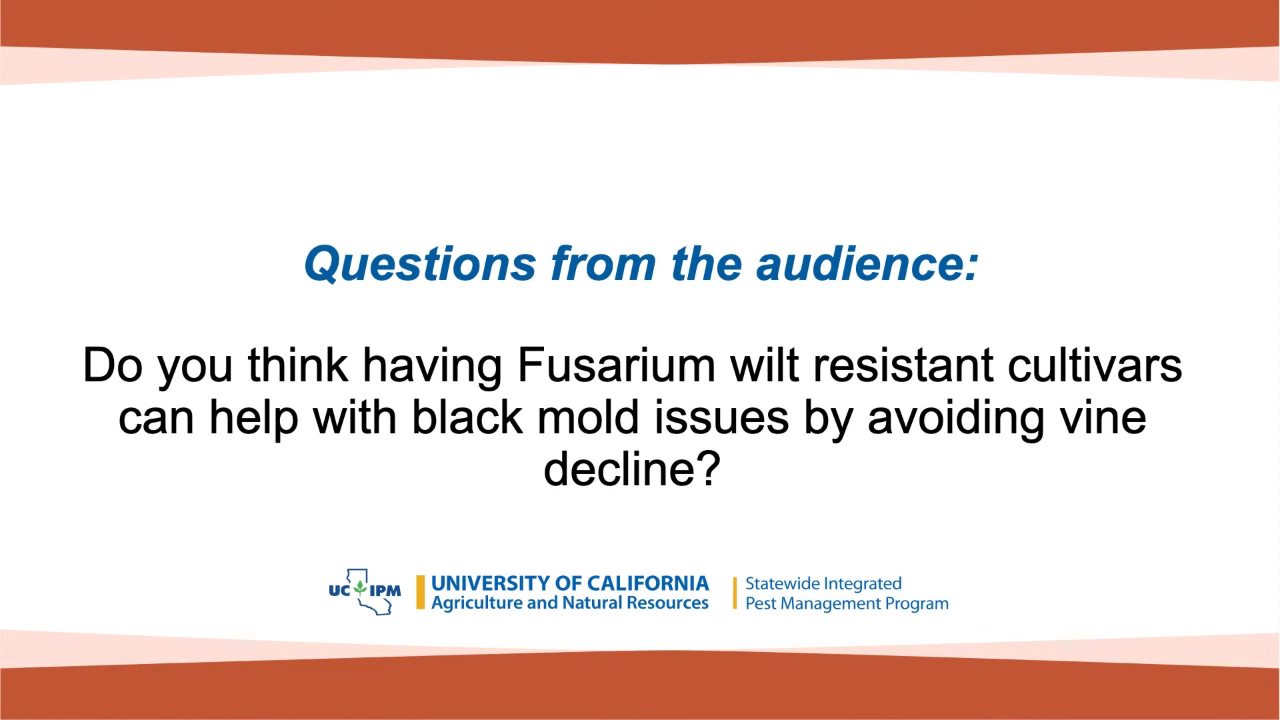 Questions from the audience:
Do you think having Fusarium wilt resistant cultivars
can help with black mold issues by avoiding vine
decline?
UC IPM
UNIVERSITY OF CALIFORNIA
Agriculture and Natural Resources
Statewide Integrated
Pest Management Program